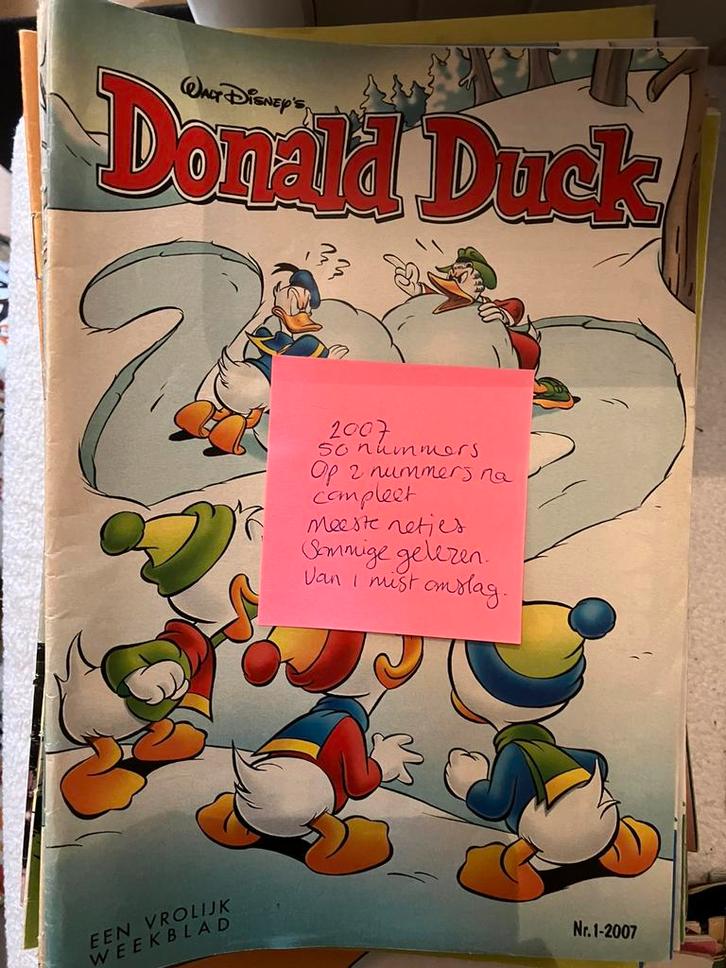 WALT DISNEY'S
Donald Duck
2007
50 nummers
Op 2 nummers na
compleet
meeste netjes
Sommige gelezen.
Van 1 mist omslag.
EEN VROLIJK
WEEKBLAD
Nr.1-2007